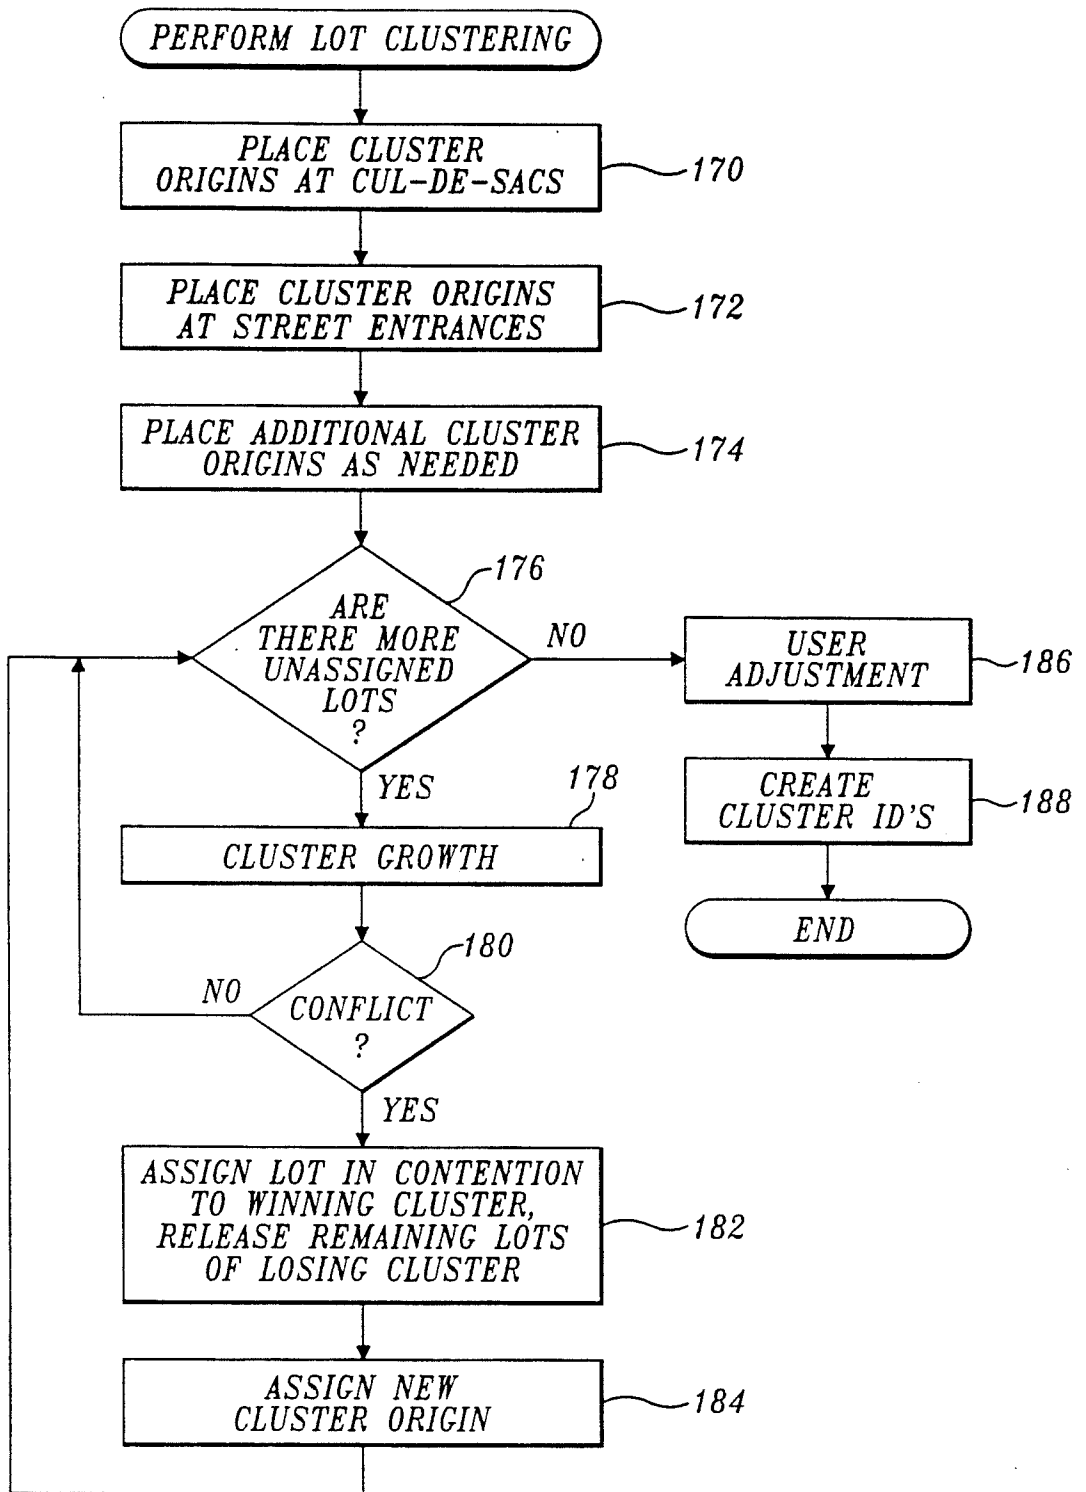 PERFORM LOT CLUSTERING
PLACE CLUSTER
ORIGINS AT CUL-DE-SACS
170
PLACE CLUSTER ORIGINS
AT STREET ENTRANCES
172
PLACE ADDITIONAL CLUSTER
ORIGINS AS NEEDED
174
176
ARE
THERE MORE
UNASSIGNED
LOTS
?
NO
USER
ADJUSTMENT
186
YES
178
CREATE
CLUSTER ID'S
188
CLUSTER GROWTH
END
180
NO
CONFLICT
?
YES
ASSIGN LOT IN CONTENTION
TO WINNING CLUSTER,
RELEASE REMAINING LOTS
OF LOSING CLUSTER
182
ASSIGN NEW
CLUSTER ORIGIN
184